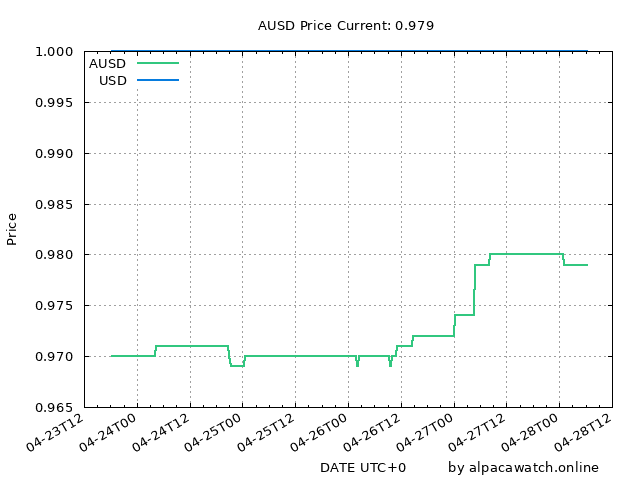 AUSD Price Current: 0.979
1.000
0.995
0.990
0.985
0.980
0.975
0.970
0.965
Price
AUSD
USD
04-23T12
04-24T00
04-24T12
04-25T00
04-25T12
04-26T00
04-26T12
04-27T00
04-27T12
04-28T00
04-28T12
DATE UTC+0
by alpacawatch.online